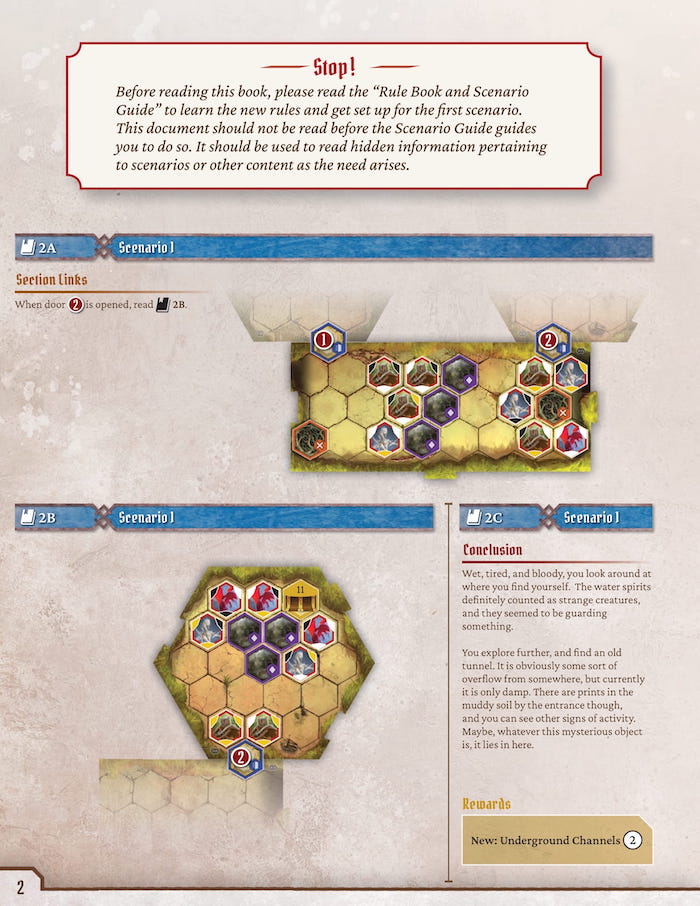 Stop!
Before reading this book, please read the “Rule Book and Scenario
Guide” to learn the new rules and get set up for the first scenario.
This document should not be read before the Scenario Guide guides
you to do so. It should be used to read hidden information pertaining
to scenarios or other content as the need arises.
2A Scenario 1
Section Links
When door 2 is opened, read 2B.
1
2
2B Scenario 1
11
2
2C Scenario 1
Conclusion
Wet, tired, and bloody, you look around at
where you find yourself. The water spirits
definitely counted as strange creatures,
and they seemed to be guarding
something.
You explore further, and find an old
tunnel. It is obviously some sort of
overflow from somewhere, but currently
it is only damp. There are prints in the
muddy soil by the entrance though,
and you can see other signs of activity.
Maybe, whatever this mysterious object
is, it lies in here.
Rewards
New: Underground Channels 2
2